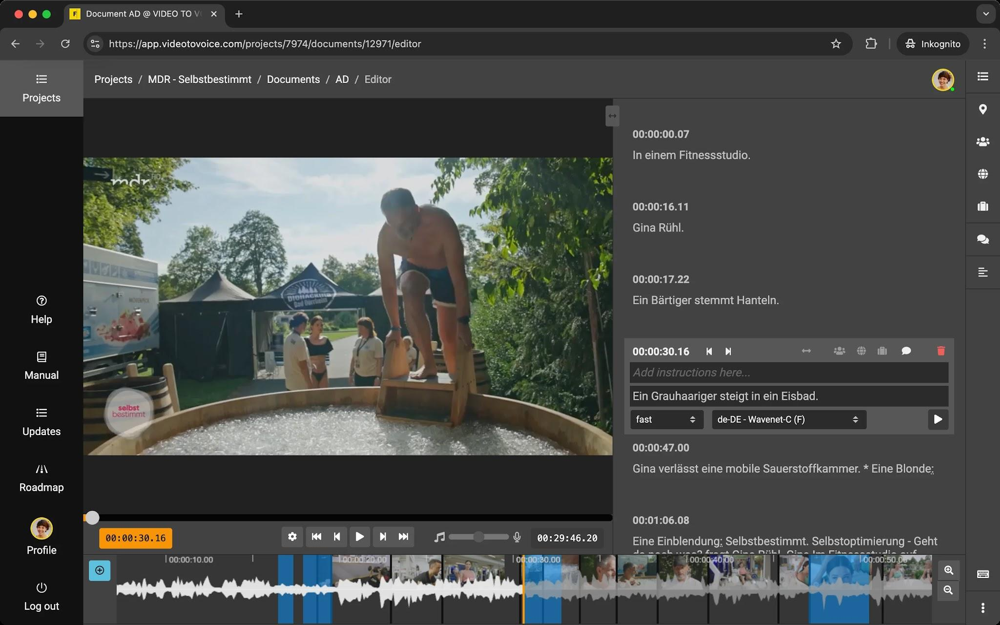 Document AD @ VIDEO TO V
https://app.videotovoice.com/projects/7974/documents/12971/editor
Inkognito
Projects
Projects / MDR - Selbstbestimmt / Documents / AD / Editor
mdr HD
BIOHACKING
Bad Dürrheim
MÖVENPICK
selbst
bestimmt
Help
Manual
Updates
Roadmap
Profile
Log out
00:00:00.07
In einem Fitnessstudio.
00:00:16.11
Gina Rühl.
00:00:17.22
Ein Bärtiger stemmt Hanteln.
00:00:30.16
Add instructions here...
Ein Grauhaariger steigt in ein Eisbad.
fast
de-DE - Wavenet-C (F)
00:00:47.00
Gina verlässt eine mobile Sauerstoffkammer. * Eine Blonde:
00:01:06.08
Eine Einblendung: Selbstbestimmt. Selbstoptimierung - Geht
00:00:30.16
00:29:46.20
00:00:10.00
00:00:20.00
00:00:30.00
00:00:40.00
00:00:50.00